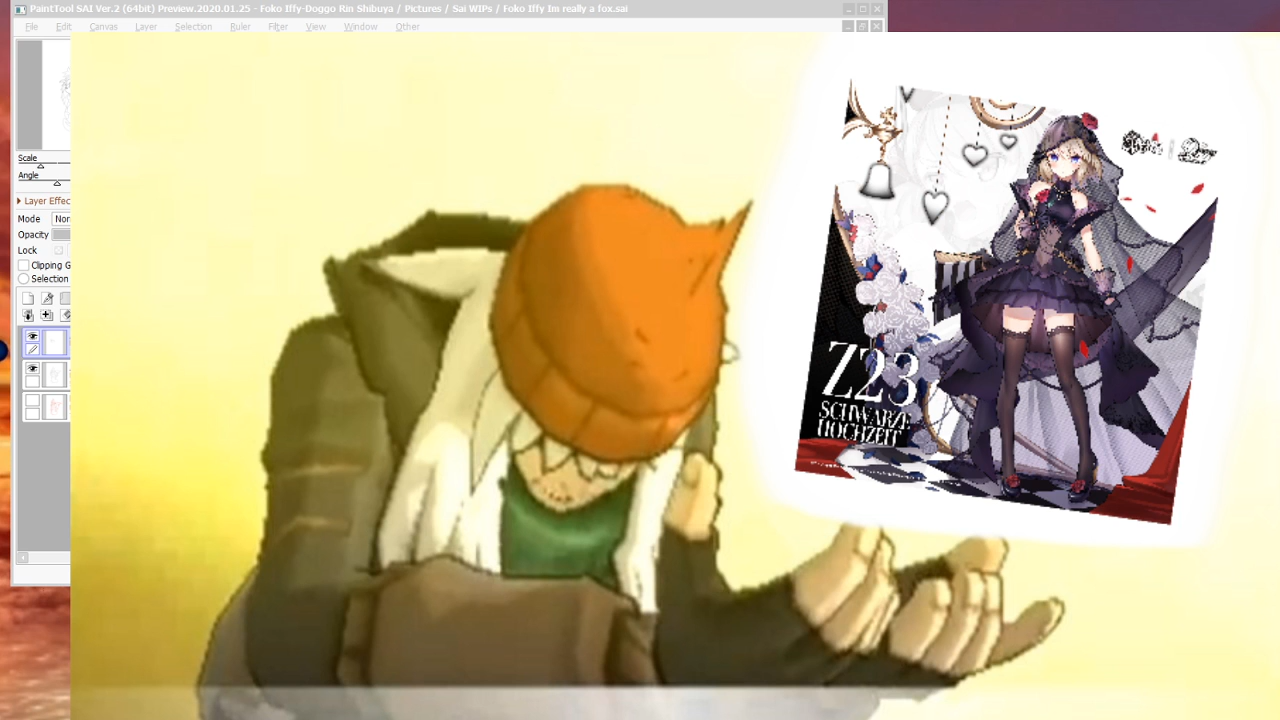 PaintTool SAI Ver.2 (64bit) Preview.2020.01.25 - Foko Iffy-Doggo Rin Shibuya / Pictures / Sai WIPs / Foko Iffy Im really a fox.sai
File Edit Canvas Layer Selection Ruler Filter View Window Other
Scale
Angle
Layer Effec
Mode Nor
Opacity
Lock
Clipping G
Selection
Z23
SCHWARZE
HOCHZEIT